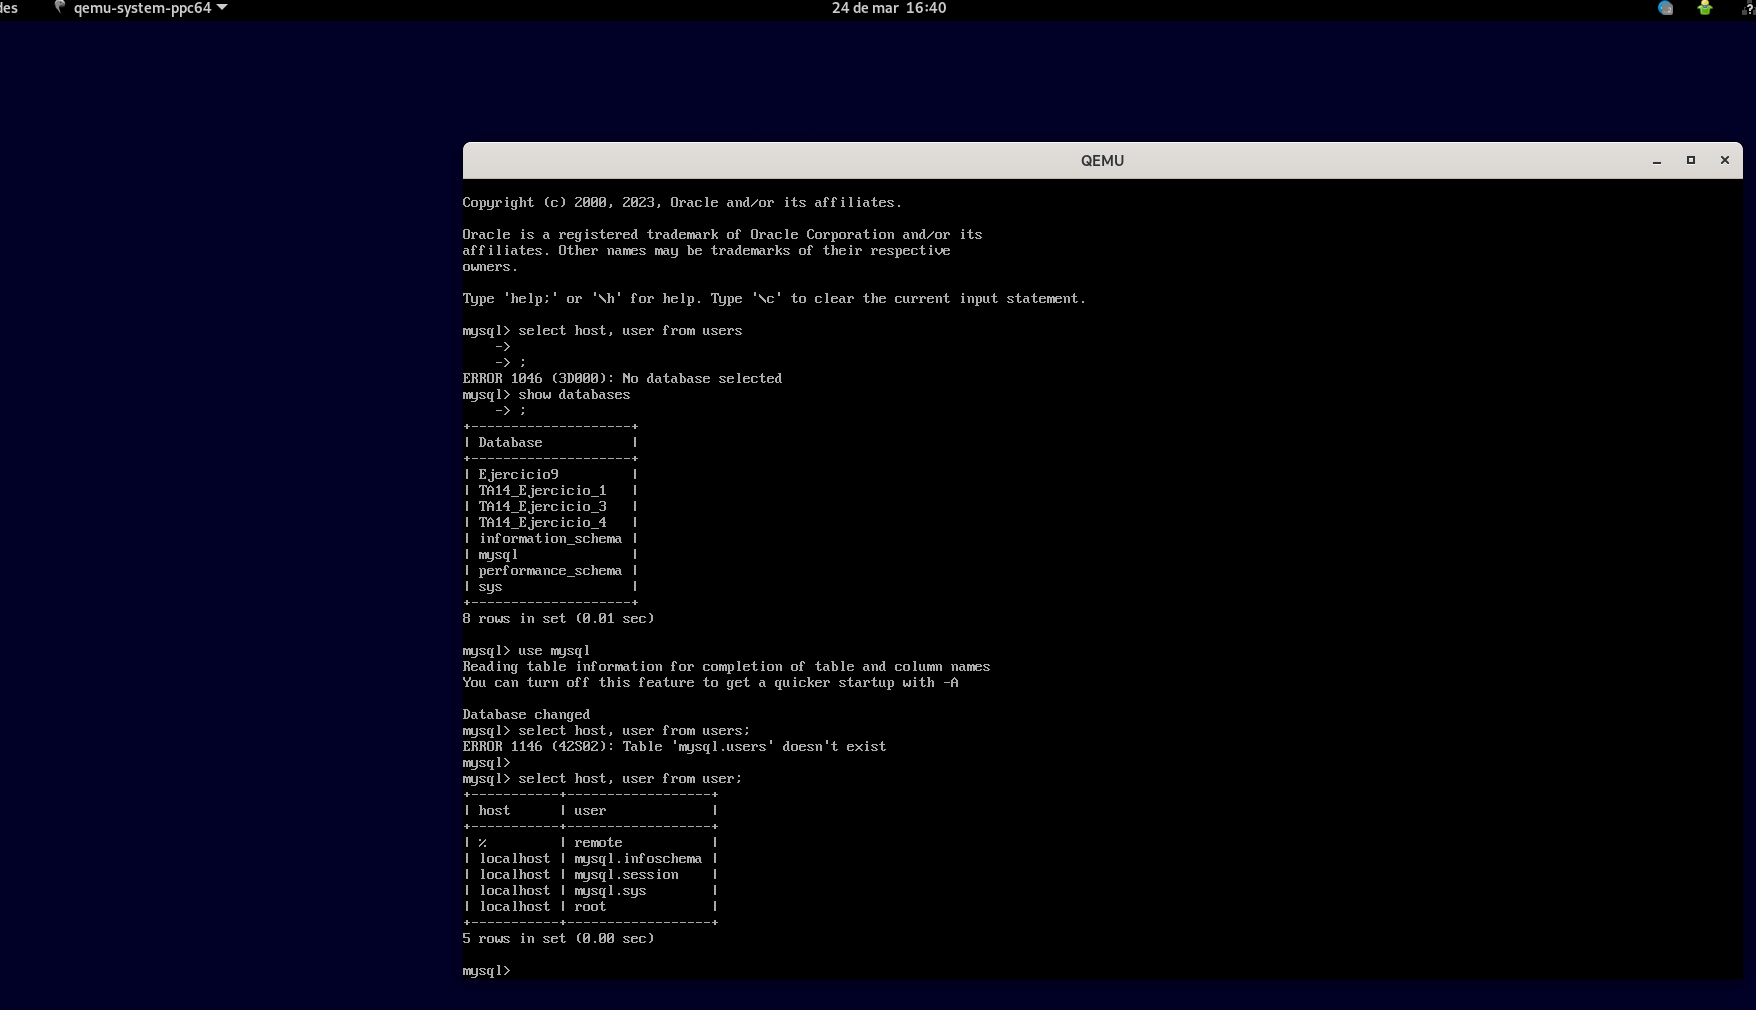 des qemu-system-ppc64 24 de mar 16:40
QEMU
Copyright (c) 2000, 2023, Oracle and/or its affiliates.
Oracle is a registered trademark of Oracle Corporation and/or its
affiliates. Other names may be trademarks of their respective
owners.
Type 'help;' or '\h' for help. Type '\c' to clear the current input statement.
mysql> select host, user from users
    ->
    -> ;
ERROR 1046 (3D000): No database selected
mysql> show databases
    -> ;
+--------------------+
| Database           |
+--------------------+
| Ejercicio9         |
| TA14_Ejercicio_1   |
| TA14_Ejercicio_3   |
| TA14_Ejercicio_4   |
| information_schema |
| mysql              |
| performance_schema |
| sys                |
+--------------------+
8 rows in set (0.01 sec)
mysql> use mysql
Reading table information for completion of table and column names
You can turn off this feature to get a quicker startup with -A
Database changed
mysql> select host, user from users;
ERROR 1146 (42S02): Table 'mysql.users' doesn't exist
mysql>
mysql> select host, user from user;
+-----------+------------------+
| host      | user             |
+-----------+------------------+
| %         | remote           |
| localhost | mysql.infoschema |
| localhost | mysql.session    |
| localhost | mysql.sys        |
| localhost | root             |
+-----------+------------------+
5 rows in set (0.00 sec)
mysql>